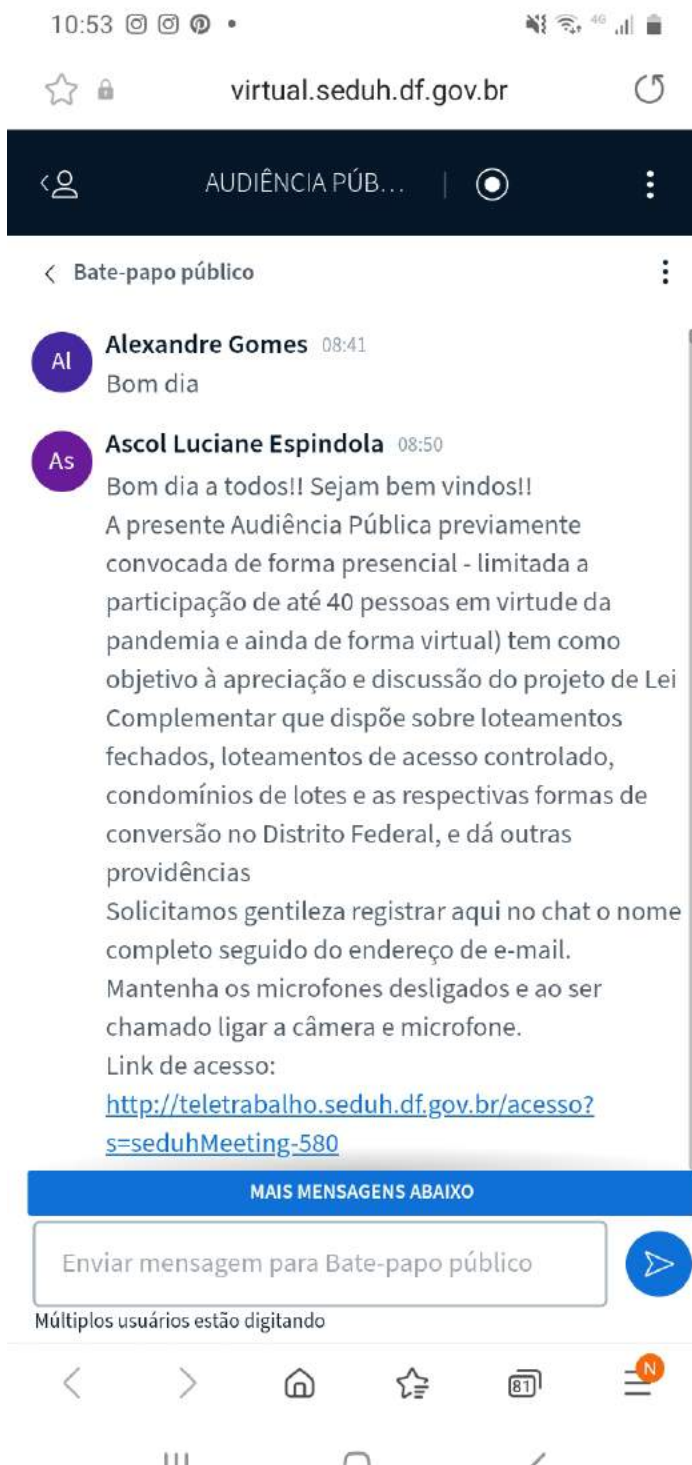 10:53
4G
virtual.seduh.df.gov.br
AUDIÊNCIA PÚB...
Bate-papo público
Al
Alexandre Gomes 08:41
Bom dia
As
Ascol Luciane Espindola 08:50
Bom dia a todos!! Sejam bem vindos!!
A presente Audiência Pública previamente
convocada de forma presencial - limitada a
participação de até 40 pessoas em virtude da
pandemia e ainda de forma virtual) tem como
objetivo à apreciação e discussão do projeto de Lei
Complementar que dispõe sobre loteamentos
fechados, loteamentos de acesso controlado,
condomínios de lotes e as respectivas formas de
conversão no Distrito Federal, e dá outras
providências
Solicitamos gentileza registrar aqui no chat o nome
completo seguido do endereço de e-mail.
Mantenha os microfones desligados e ao ser
chamado ligar a câmera e microfone.
Link de acesso:
http://teletrabalho.seduh.df.gov.br/acesso?
s=seduhMeeting-580
MAIS MENSAGENS ABAIXO
Enviar mensagem para Bate-papo público
Múltiplos usuários estão digitando
81
N